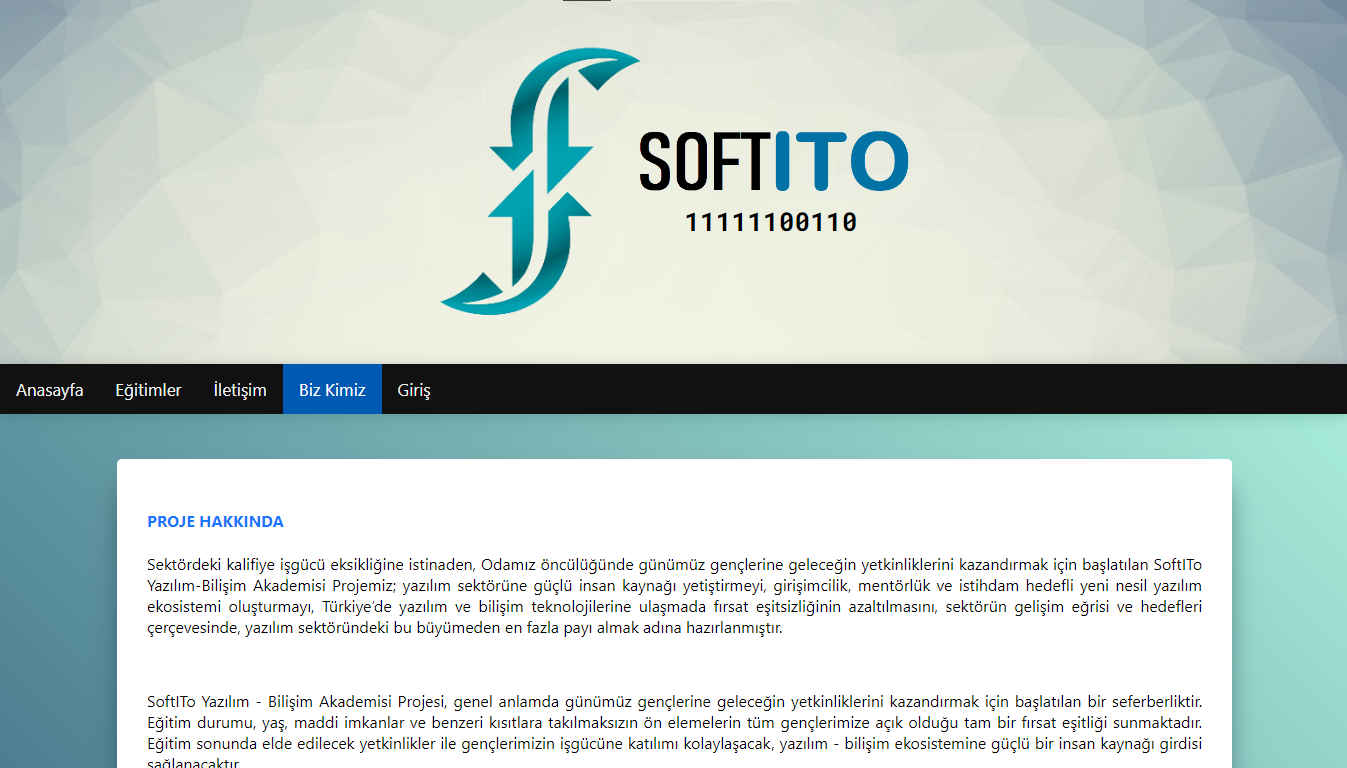 SOFTITO
11111100110
Anasayfa Eğitimler İletişim Biz Kimiz Giriş
PROJE HAKKINDA
Sektördeki kalifiye işgücü eksikliğine istinaden, Odamız öncülüğünde günümüz gençlerine geleceğin yetkinliklerini kazandırmak için başlatılan SoftITo
Yazılım-Bilişim Akademisi Projemiz; yazılım sektörüne güçlü insan kaynağı yetiştirmeyi, girişimcilik, mentörlük ve istihdam hedefli yeni nesil yazılım
ekosistemi oluşturmayı, Türkiye’de yazılım ve bilişim teknolojilerine ulaşmada fırsat eşitsizliğinin azaltılmasını, sektörün gelişim eğrisi ve hedefleri
çerçevesinde, yazılım sektöründeki bu büyümeden en fazla payı almak adına hazırlanmıştır.
SoftITo Yazılım - Bilişim Akademisi Projesi, genel anlamda günümüz gençlerine geleceğin yetkinliklerini kazandırmak için başlatılan bir seferberliktir.
Eğitim durumu, yaş, maddi imkanlar ve benzeri kısıtlara takılmaksızın ön elemelerin tüm gençlerimize açık olduğu tam bir fırsat eşitliği sunmaktadır.
Eğitim sonunda elde edilecek yetkinlikler ile gençlerimizin işgücüne katılımı kolaylaşacak, yazılım - bilişim ekosistemine güçlü bir insan kaynağı girdisi
sağlanacaktır.